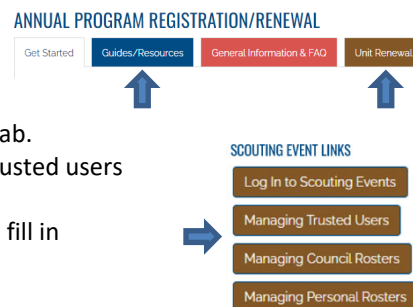 ANNUAL PROGRAM REGISTRATION/RENEWAL
Get Started Guides/Resources General Information & FAQ Unit Renewal
ab.
usted users
fill in
SCOUTING EVENT LINKS
Log In to Scouting Events
Managing Trusted Users
Managing Council Rosters
Managing Personal Rosters